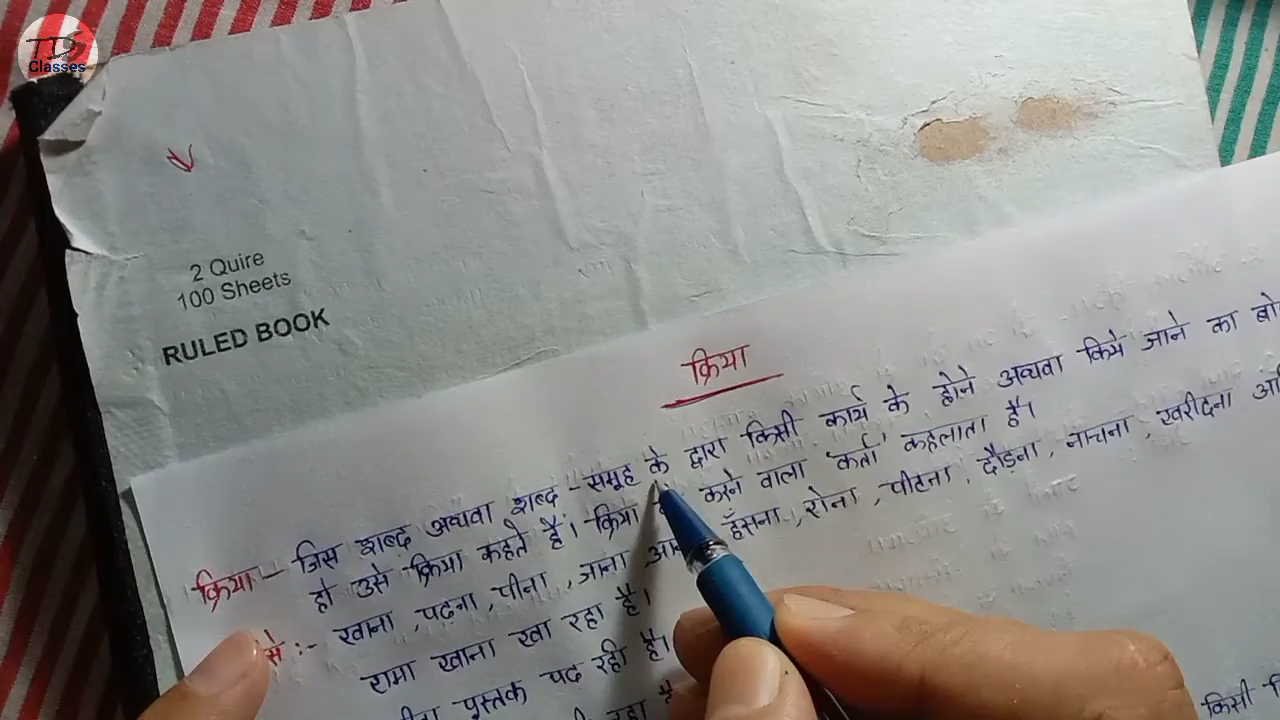 TDS
Classes
2 Quire
100 Sheets
RULED BOOK
क्रिया
क्रिया – जिस शब्द अथवा शब्द – समूह के द्वारा किसी कार्य के होने अथवा किये जाने का
हो उसे क्रिया कहते हैं। क्रिया करने वाला कर्ता कहलाता है।
से :- खाना , पढ़ना , पीना , जाना हँसना , रोना , पीटना , दौड़ना , नाचना , खरीदना
रामा खाना खा रहा है।
पुस्तक पढ रही है।
रहा है
किसी